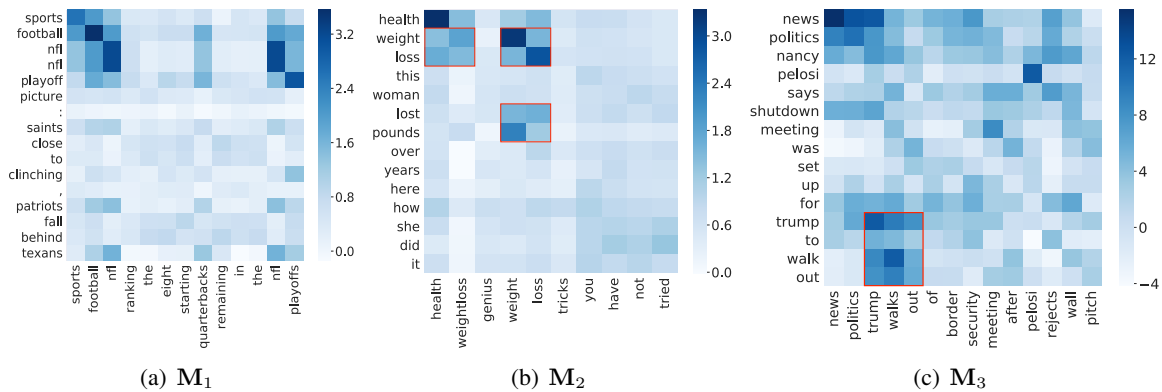 sports
football
nfl
nfl
playoff
picture
:
saints
close
to
clinching
,
patriots
fall
behind
texans
sports
football
nfl
ranking
the
eight
starting
quarterbacks
remaining
in
the
nfl
playoffs
3.2
2.4
1.6
0.8
0.0
(a) M1
health
weight
loss
this
woman
lost
pounds
over
years
here
how
she
did
it
health
weightloss
genius
weight
loss
tricks
you
have
not
tried
3.0
2.4
1.8
1.2
0.6
0.0
(b) M2
news
politics
nancy
pelosi
says
shutdown
meeting
was
set
up
for
trump
to
walk
out
news
politics
trump
walks
out
of
border
security
meeting
after
pelosi
rejects
wall
pitch
12
8
4
0
−4
(c) M3